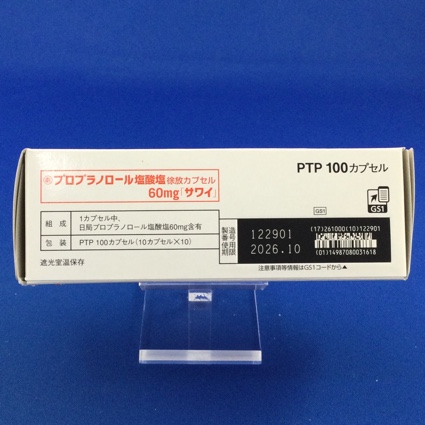 プロプラノロール塩酸塩徐放カプセル
60mg「サワイ」
PTP 100カプセル
GS1
組成 1カプセル中、
日局プロプラノロール塩酸塩60mg含有
包装 PTP 100カプセル(10カプセル×10)
遮光室温保存
GS1
製造番号 122901
使用期限 2026.10
(17)261000(10)122901
(01)14987080031618
注意事項等情報はGS1コードから▲